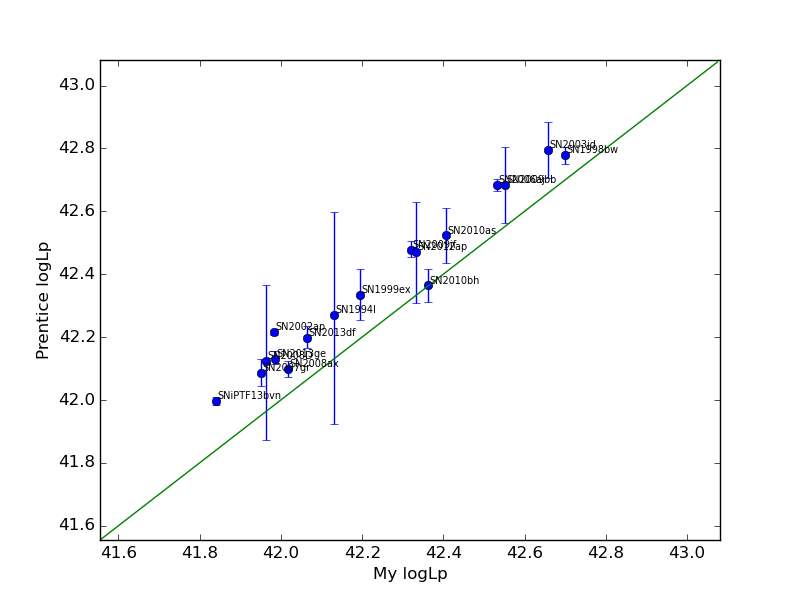 43.0
SN2003jd
SN1998bw
42.8
42.6
SN2010as
SN2012ap
42.4
SN2010bh
SN1999ex
SN1994I
42.2
SN2002ap
SN2013df
SN2008ax
42.0
SNiPTF13bvn
41.8
41.6
41.6 41.8 42.0 42.2 42.4 42.6 42.8 43.0
My logLp
Prentice logLp